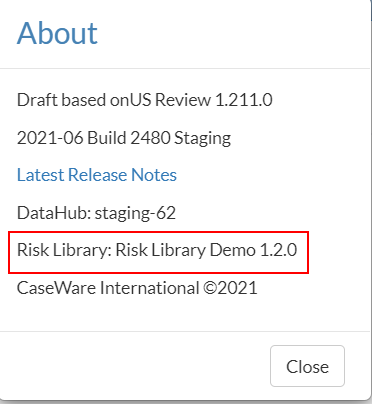 About
Draft based onUS Review 1.211.0
2021-06 Build 2480 Staging
Latest Release Notes
DataHub: staging-62
Risk Library: Risk Library Demo 1.2.0
CaseWare International ©2021
Close